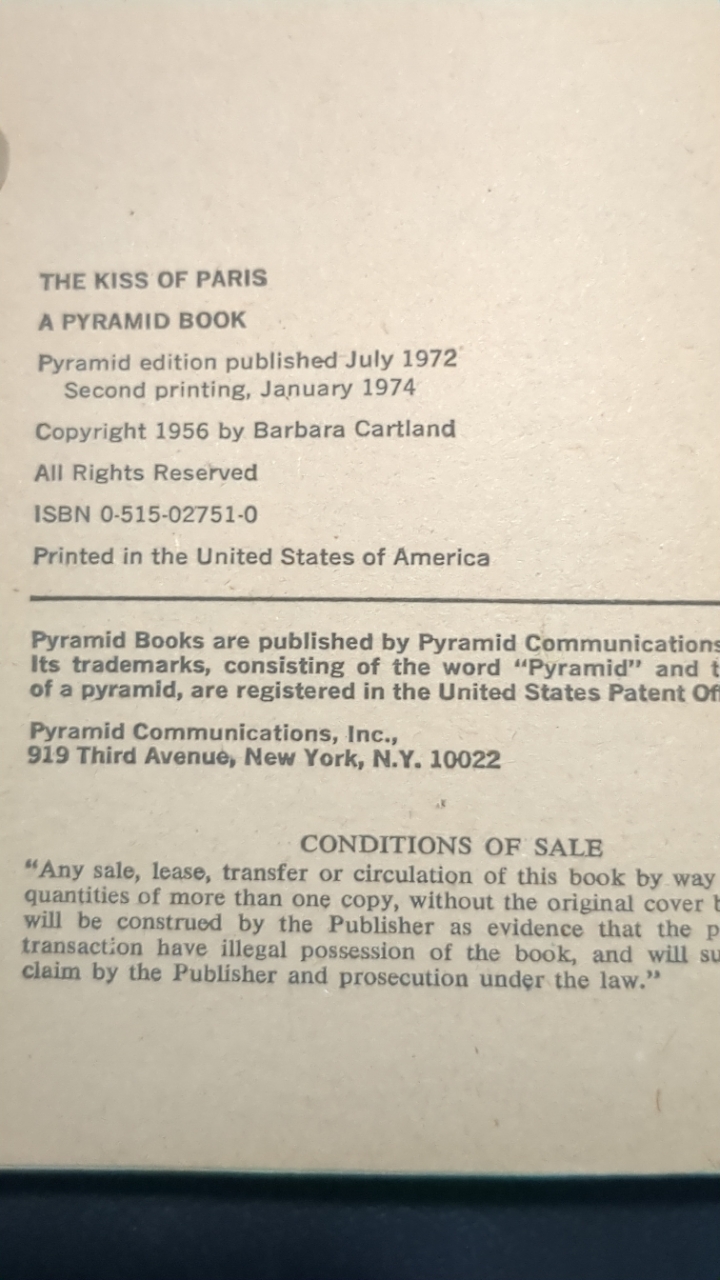 THE KISS OF PARIS
A PYRAMID BOOK
Pyramid edition published July 1972
Second printing, January 1974
Copyright 1956 by Barbara Cartland
All Rights Reserved
ISBN 0-515-02751-0
Printed in the United States of America
Pyramid Books are published by Pyramid Communications
Its trademarks, consisting of the word “Pyramid” and
of a pyramid, are registered in the United States Patent
Pyramid Communications, Inc.,
919 Third Avenue, New York, N.Y. 10022
CONDITIONS OF SALE
“Any sale, lease, transfer or circulation of this book by way
quantities of more than one copy, without the original cover
will be construed by the Publisher as evidence that the
transaction have illegal possession of the book, and will
claim by the Publisher and prosecution under the law.”